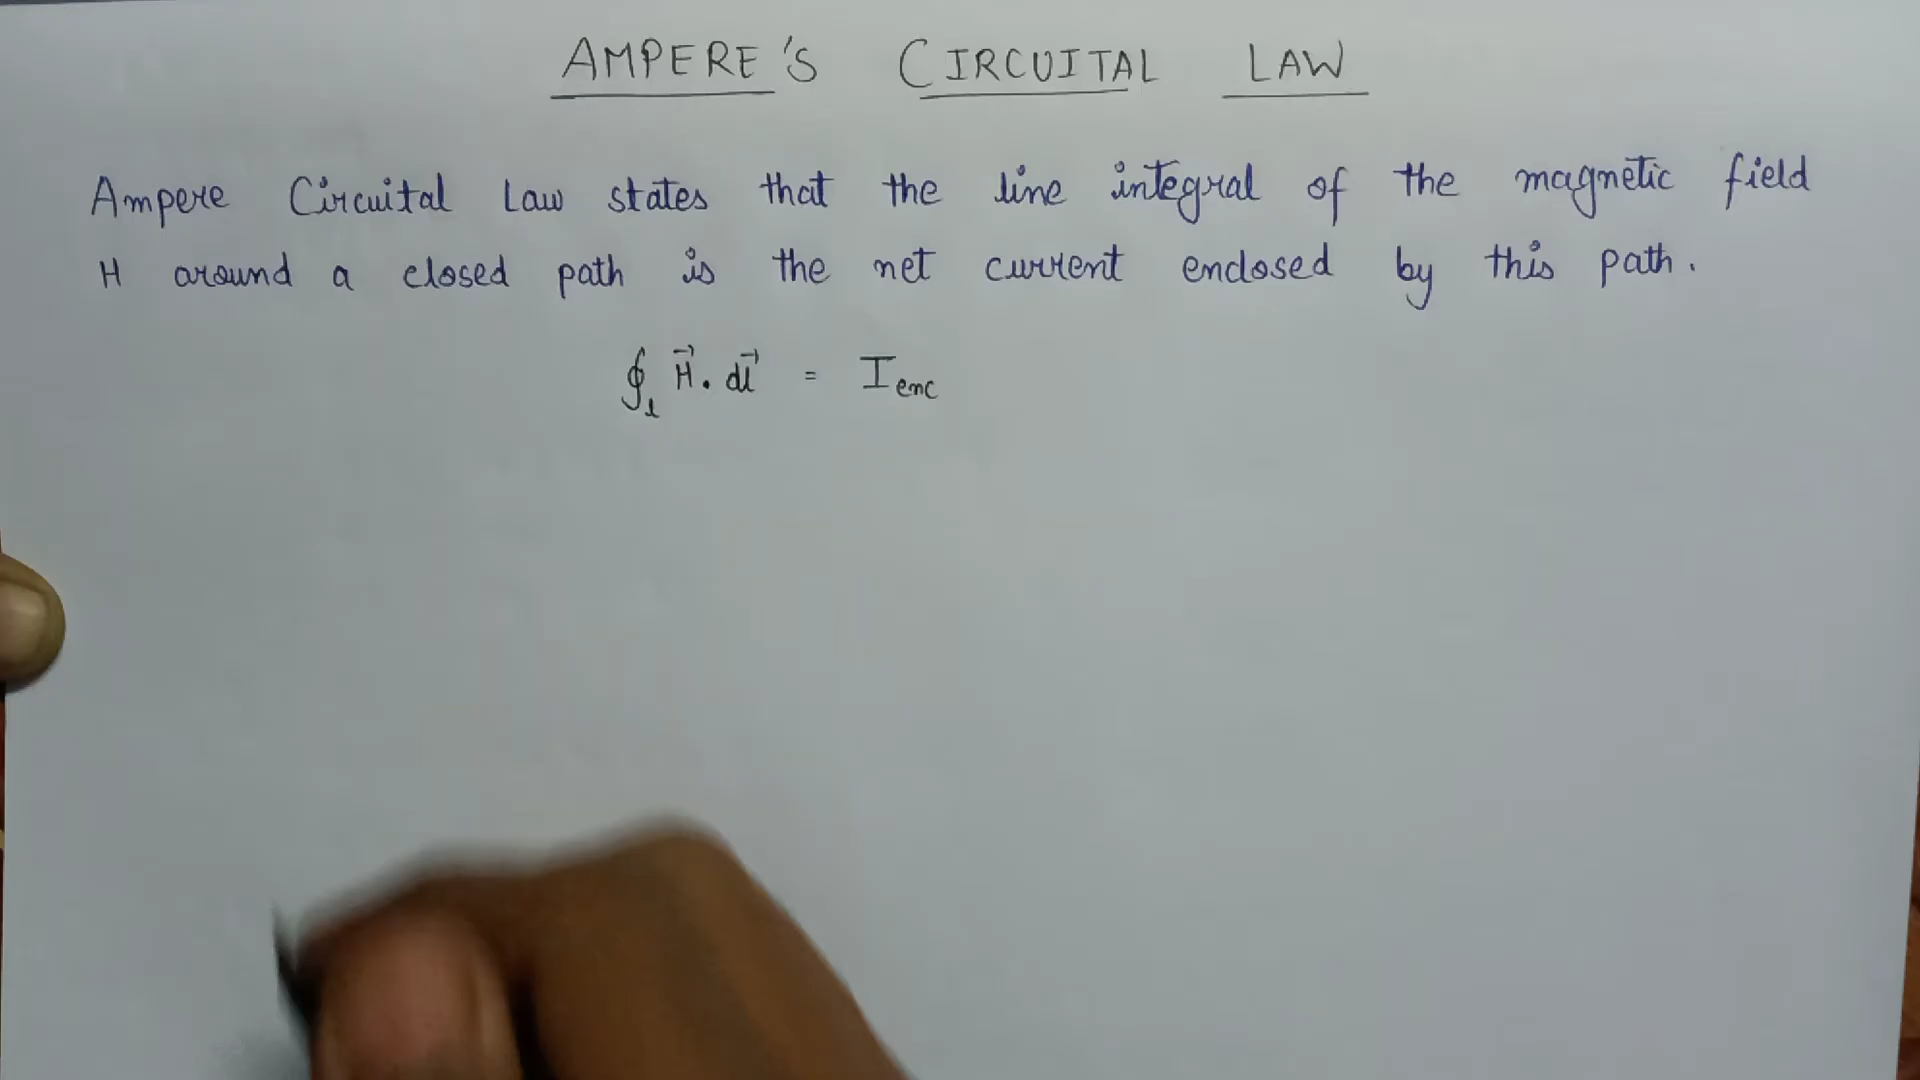 AMPERE'S CIRCUITAL LAW
Ampere Circuital Law states that the line integral of the magnetic field
H around a closed path is the net current enclosed by this path.
∮ₗ H⃗ . dl⃗ = I enc